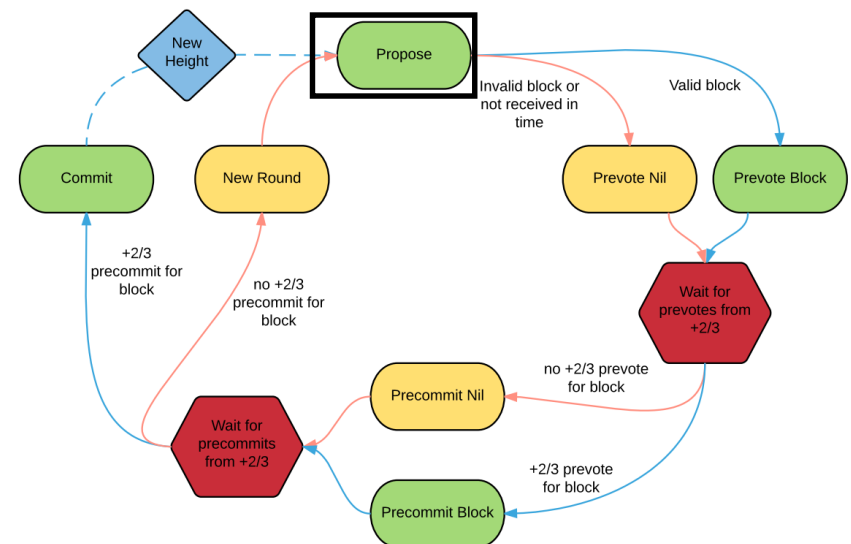 New
Height
Propose
Invalid block or
not received in
time
Valid block
Commit
New Round
Prevote Nil
Prevote Block
+2/3
precommit for
block
no +2/3
precommit for
block
Wait for
prevotes from
+2/3
no +2/3 prevote
for block
Precommit Nil
Wait for
precommits
from +2/3
+2/3 prevote
for block
Precommit Block